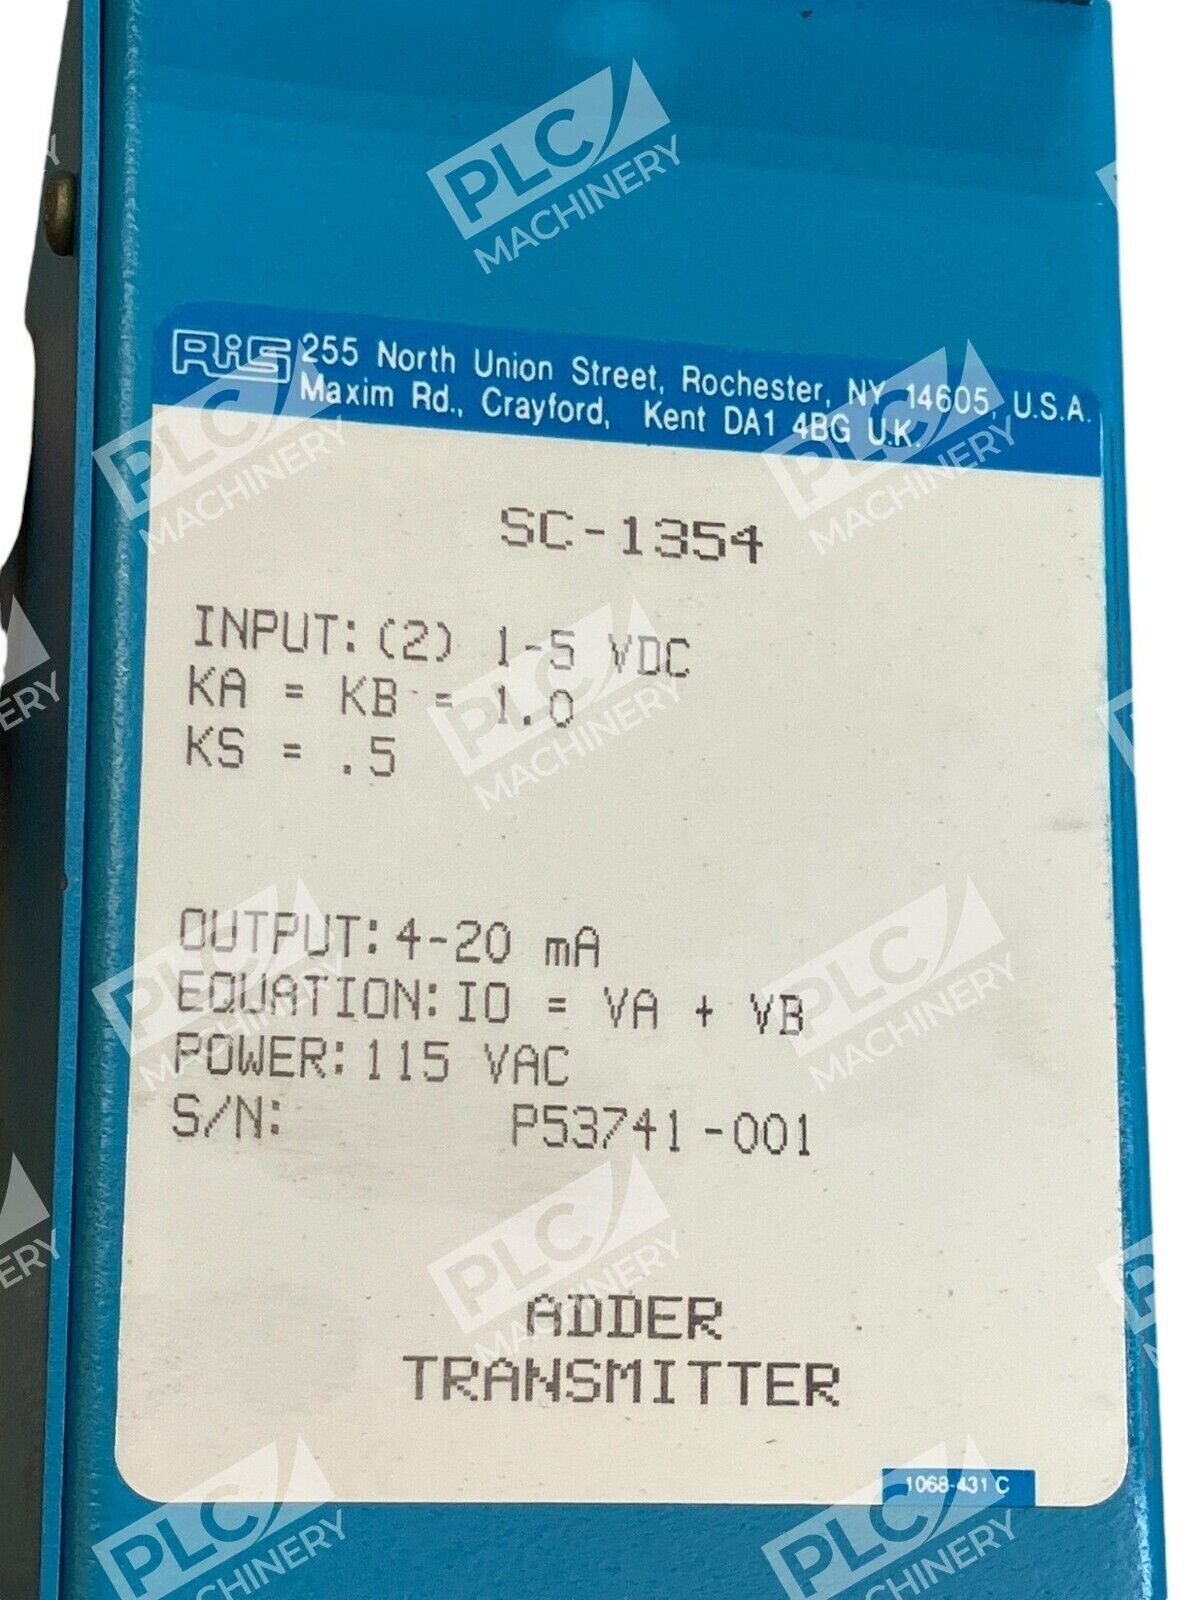 RiS 255 North Union Street, Rochester, NY 14605, U.S.A.
Maxim Rd., Crayford, Kent DA1 4BG U.K.
SC-1354
INPUT: (2) 1-5 VDC
KA = KB = 1.0
KS = .5
OUTPUT: 4-20 mA
EQUATION: IO = VA + VB
POWER: 115 VAC
S/N: P53741-001
ADDER
TRANSMITTER
1068-431 C
PLC MACHINERY